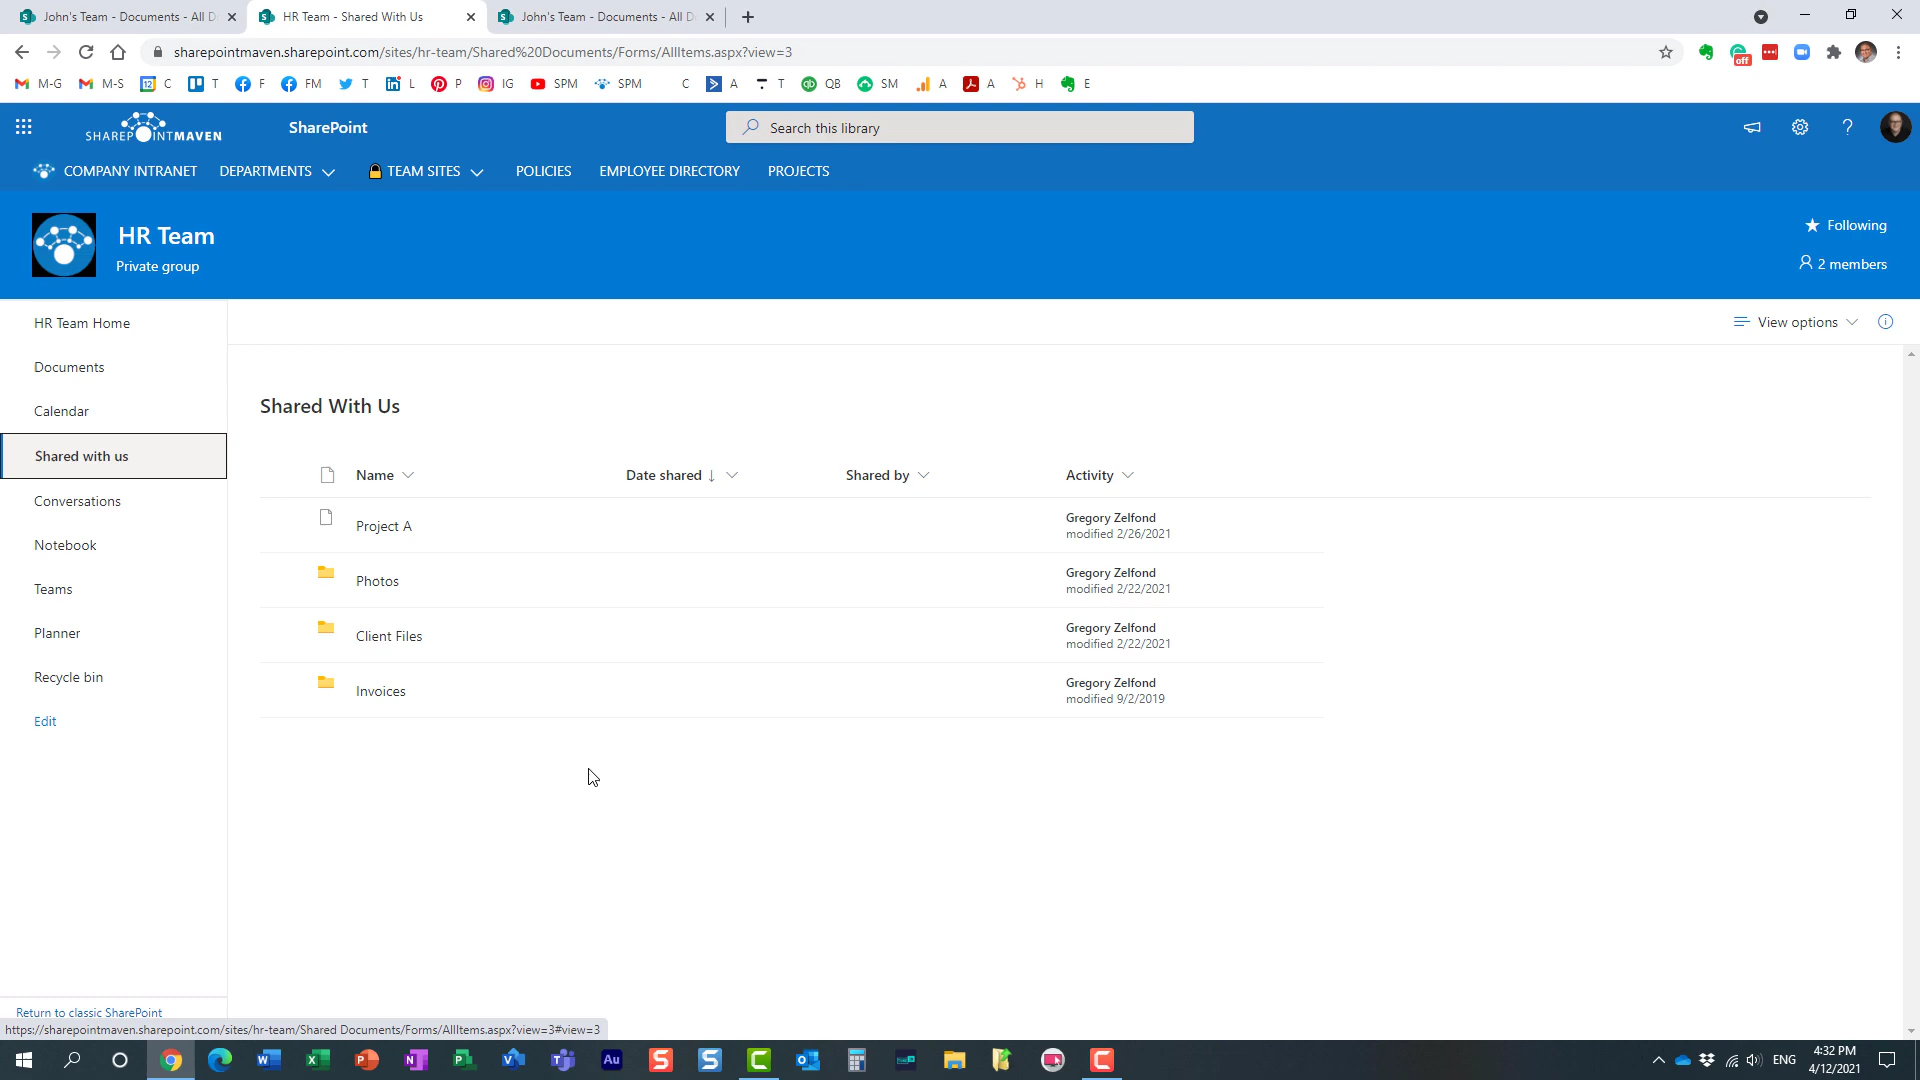 John's Team - Documents - All D
HR Team - Shared With Us
John's Team - Documents - All D
sharepointmaven.sharepoint.com/sites/hr-team/Shared%20Documents/Forms/AllItems.aspx?view=3
off
M-G
M-S
C
T
F
FM
T
L
P
IG
SPM
SPM
C
A
T
QB
SM
A
A
H
E
SHAREPOINTMAVEN
SharePoint
Search this library
COMPANY INTRANET
DEPARTMENTS
TEAM SITES
POLICIES
EMPLOYEE DIRECTORY
PROJECTS
HR Team
Private group
Following
2 members
HR Team Home
Documents
Calendar
Shared with us
Conversations
Notebook
Teams
Planner
Recycle bin
Edit
Return to classic SharePoint
View options
Shared With Us
Name
Date shared
Shared by
Activity
Project A
Gregory Zelfond
modified 2/26/2021
Photos
Gregory Zelfond
modified 2/22/2021
Client Files
Gregory Zelfond
modified 2/22/2021
Invoices
Gregory Zelfond
modified 9/2/2019
https://sharepointmaven.sharepoint.com/sites/hr-team/Shared Documents/Forms/AllItems.aspx?view=3#view=3
Au
ENG
4:32 PM
4/12/2021